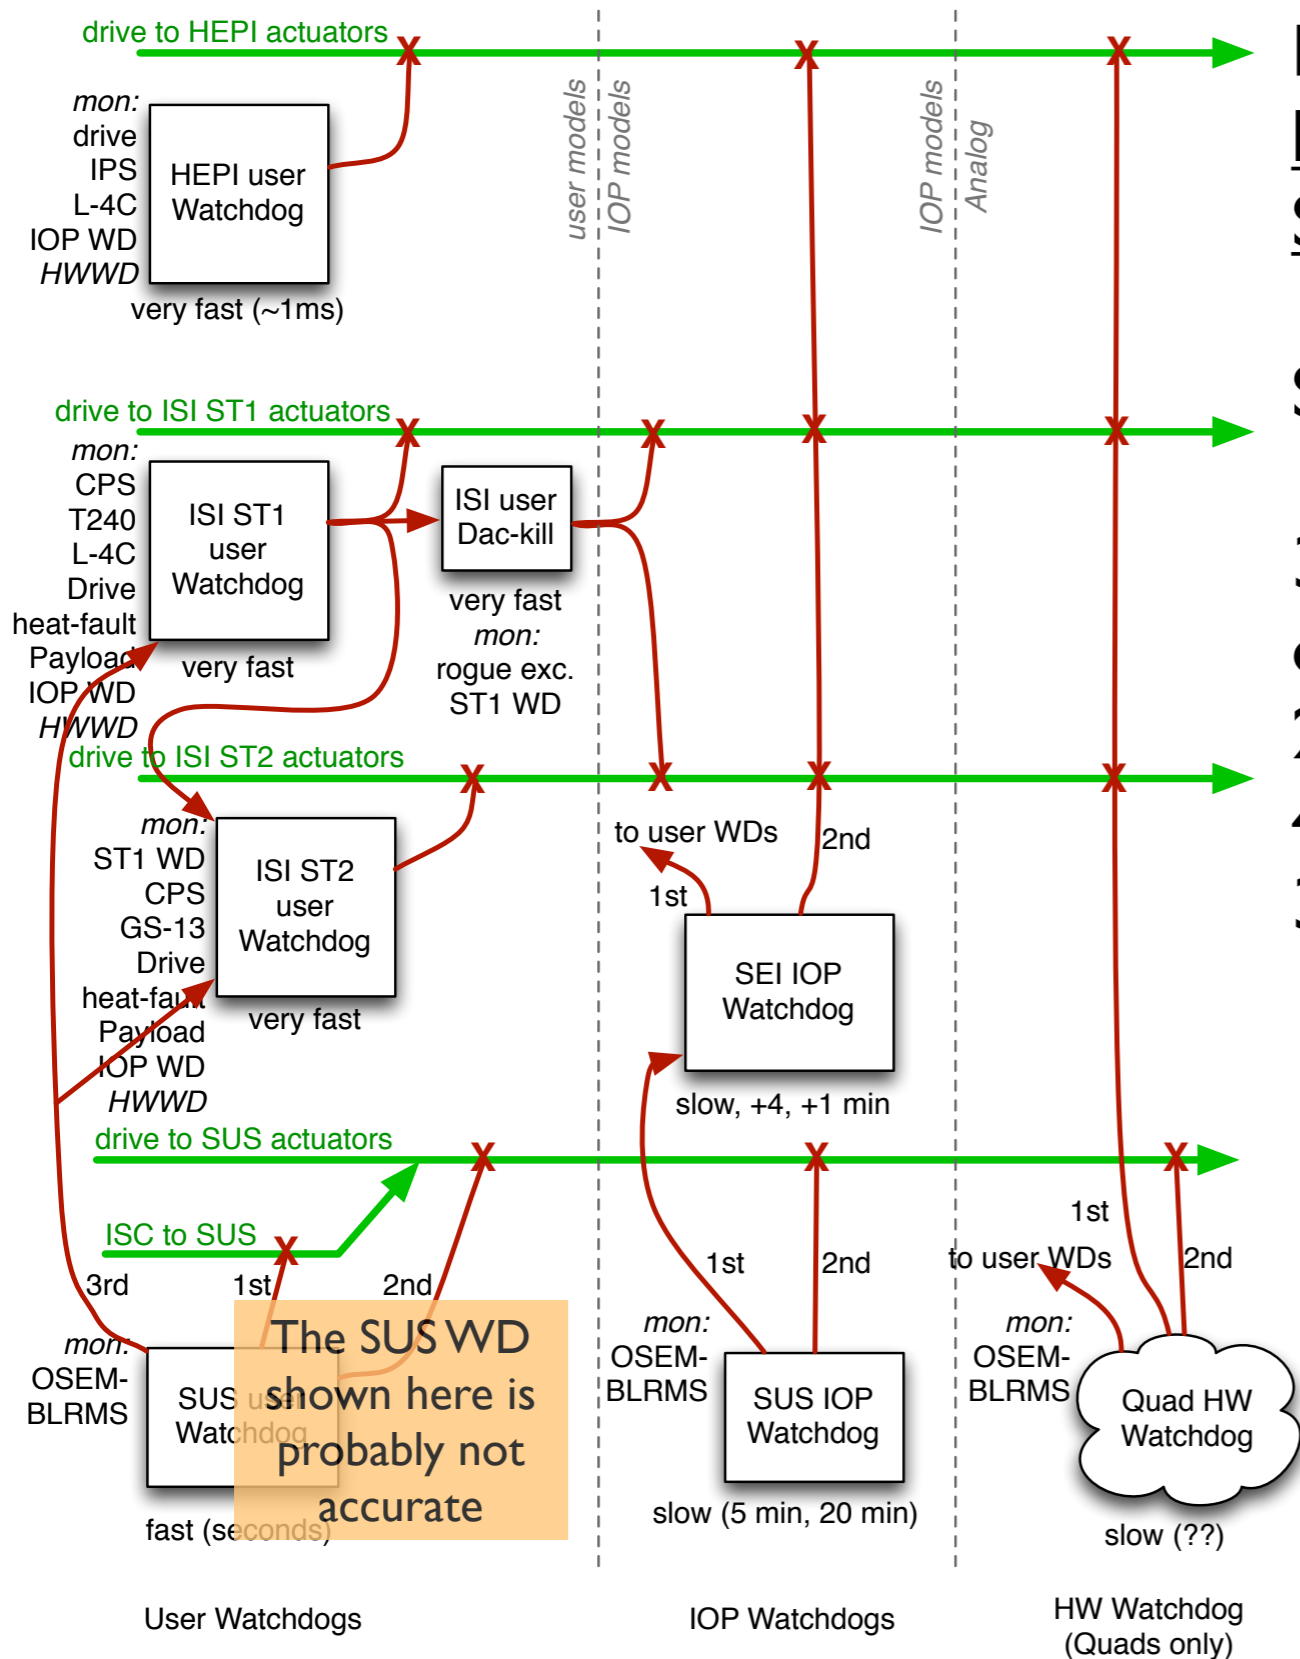 drive to HEPI actuators
mon:
drive
IPS
L-4C
IOP WD
HWWD
HEPI user
Watchdog
very fast (~1ms)
user models
IOP models
IOP models
Analog
drive to ISI ST1 actuators
mon:
CPS
T240
L-4C
Drive
heat-fault
Payload
IOP WD
HWWD
ISI ST1
user
Watchdog
very fast
ISI user
Dac-kill
very fast
mon:
rogue exc.
ST1 WD
drive to ISI ST2 actuators
mon:
ST1 WD
CPS
GS-13
Drive
heat-fault
Payload
IOP WD
HWWD
ISI ST2
user
Watchdog
very fast
to user WDs
1st
2nd
SEI IOP
Watchdog
slow, +4, +1 min
drive to SUS actuators
ISC to SUS
3rd
1st
2nd
mon:
OSEM-
BLRMS
SUS user
Watchdog
fast (seconds)
The SUS WD
shown here is
probably not
accurate
1st
2nd
mon:
OSEM-
BLRMS
SUS IOP
Watchdog
slow (5 min, 20 min)
1st
to user WDs
2nd
mon:
OSEM-
BLRMS
Quad HW
Watchdog
slow (??)
User Watchdogs
IOP Watchdogs
HW Watchdog
(Quads only)